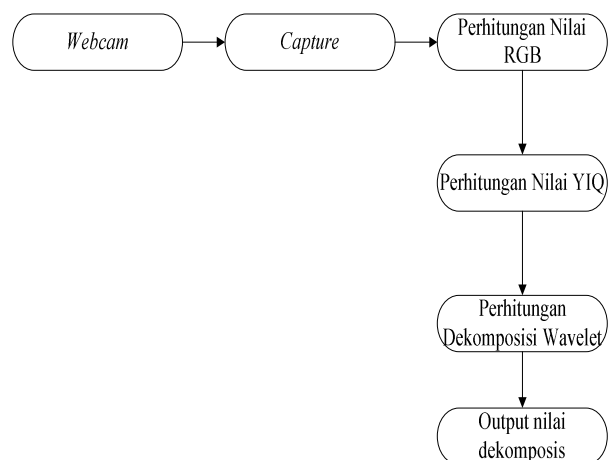 Webcam
Capture
Perhitungan Nilai
RGB
Perhitungan Nilai YIQ
Perhitungan
Dekomposisi Wavelet
Output nilai
dekomposis